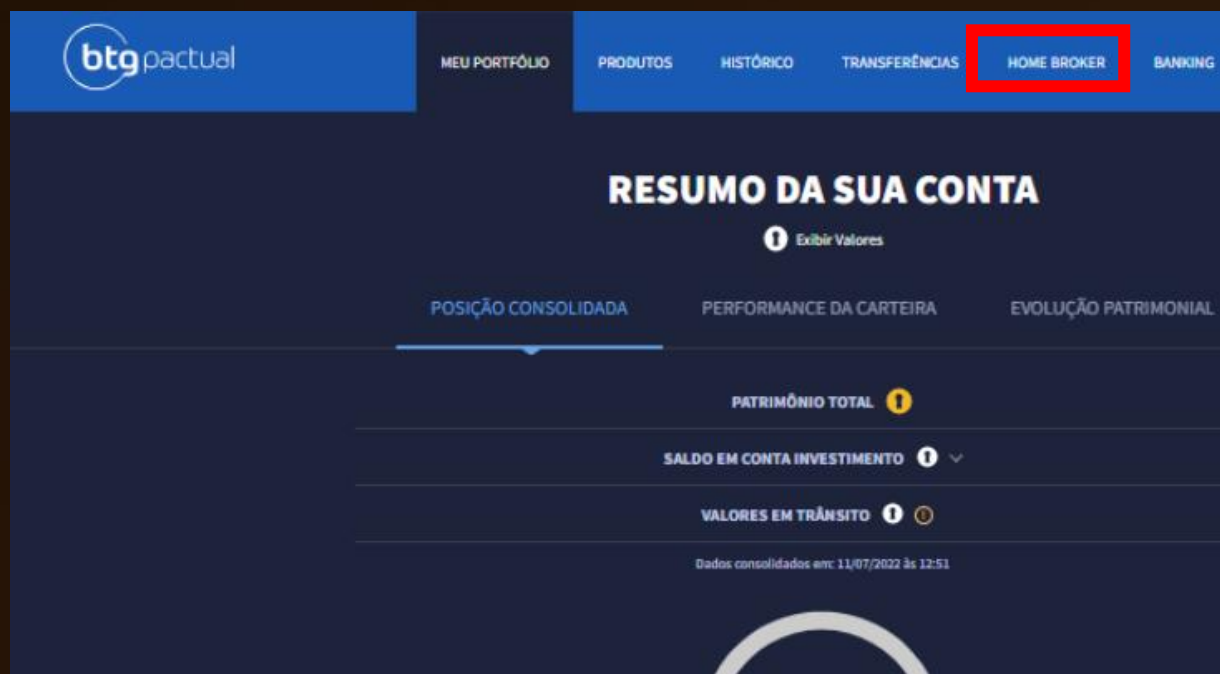 btg pactual
MEU PORTFÓLIO PRODUTOS HISTÓRICO TRANSFERÊNCIAS HOME BROKER BANKING
RESUMO DA SUA CONTA
Exibir Valores
POSIÇÃO CONSOLIDADA PERFORMANCE DA CARTEIRA EVOLUÇÃO PATRIMONIAL
PATRIMÔNIO TOTAL
SALDO EM CONTA INVESTIMENTO
VALORES EM TRÂNSITO
Dados consolidados em: 11/07/2022 às 12:51